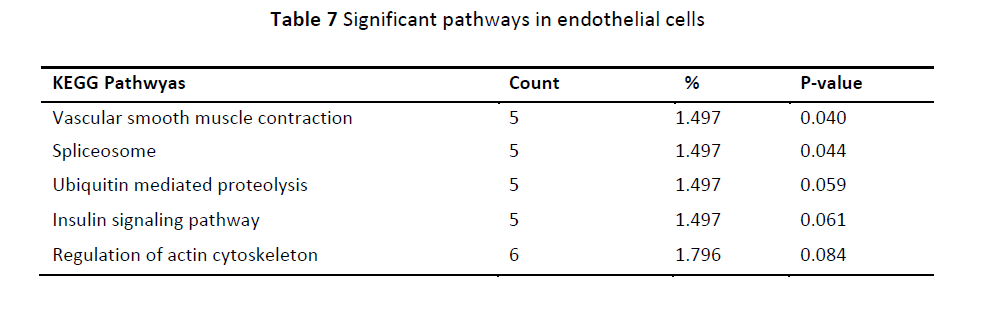 Table 7 Significant pathways in endothelial cells
KEGG Pathwyas Count % P-value
Vascular smooth muscle contraction 5 1.497 0.040
Spliceosome 5 1.497 0.044
Ubiquitin mediated proteolysis 5 1.497 0.059
Insulin signaling pathway 5 1.497 0.061
Regulation of actin cytoskeleton 6 1.796 0.084